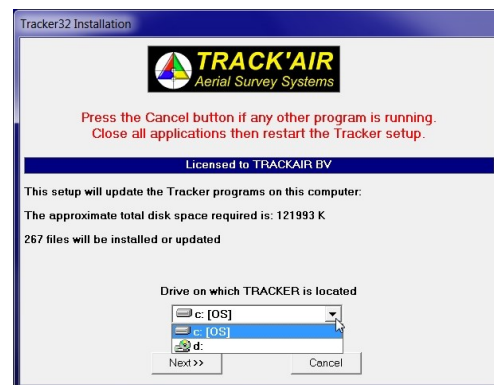 Tracker32 Installation
TRACK'AIR
Aerial Survey Systems
Press the Cancel button if any other program is running.
Close all applications then restart the Tracker setup.
Licensed to TRACKAIR BV
This setup will update the Tracker programs on this computer:
The approximate total disk space required is: 121993 K
267 files will be installed or updated
Drive on which TRACKER is located
c: [OS]
c: [OS]
d:
Next >> Cancel